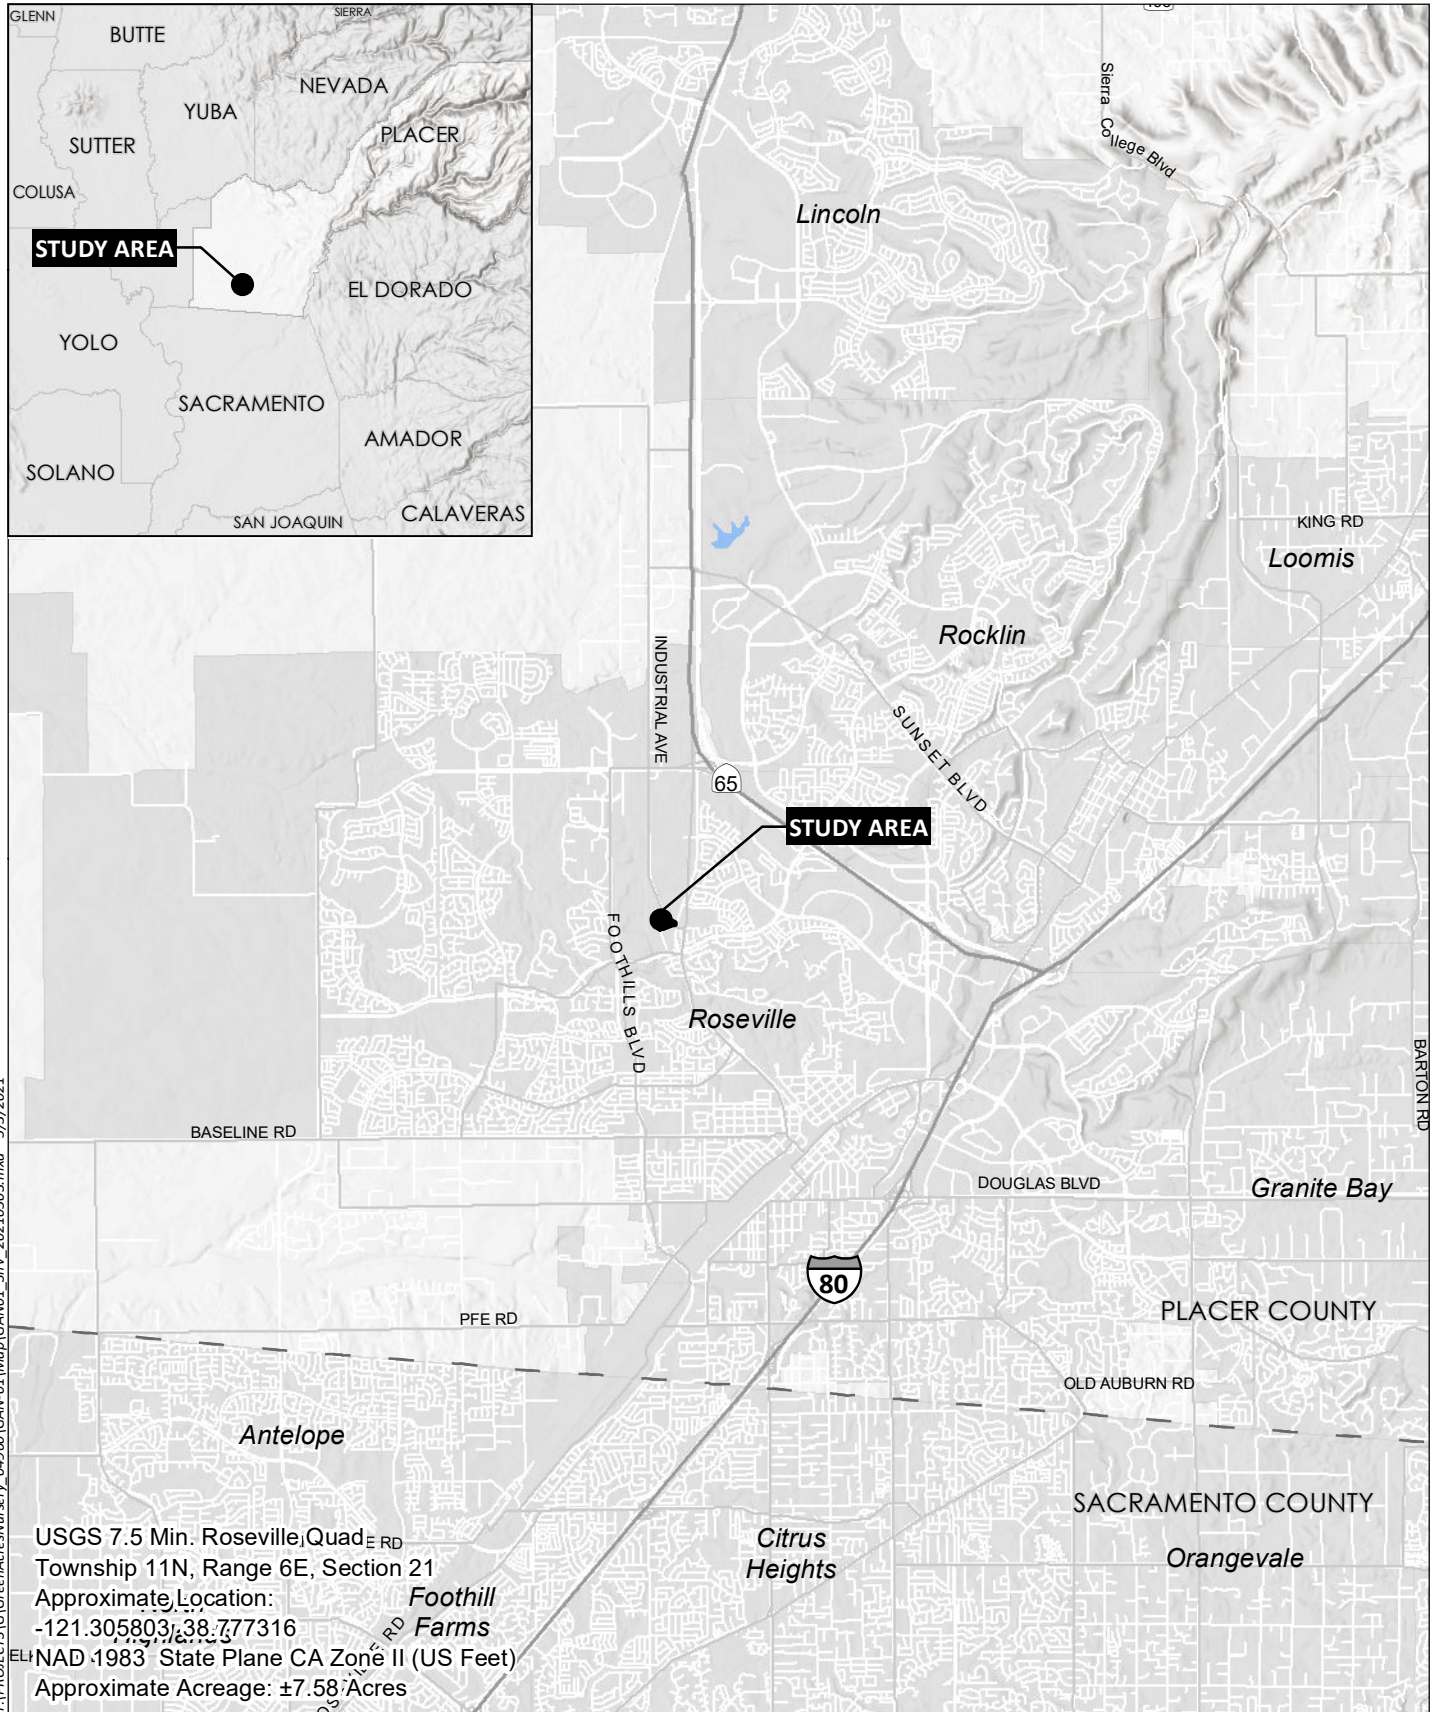 GLENN
SIERRA
BUTTE
NEVADA
YUBA
PLACER
SUTTER
COLUSA
STUDY AREA
EL DORADO
YOLO
SACRAMENTO
AMADOR
SOLANO
SAN JOAQUIN
CALAVERAS
Sierra College Blvd
Lincoln
KING RD
Loomis
Rocklin
INDUSTRIAL AVE
SUNSET BLVD
65
STUDY AREA
FOOTHILLS BLVD
Roseville
BARTON RD
BASELINE RD
DOUGLAS BLVD
Granite Bay
80
PLACER COUNTY
PFE RD
OLD AUBURN RD
Antelope
SACRAMENTO COUNTY
Citrus
Heights
Orangevale
USGS 7.5 Min. Roseville Quad
E RD
Township 11N, Range 6E, Section 21
Approximate Location:
Foothill
Farms
-121.305803, 38.777316
North
Highlands
RD
NAD 1983 State Plane CA Zone II (US Feet)
Approximate Acreage: ±7.58 Acres